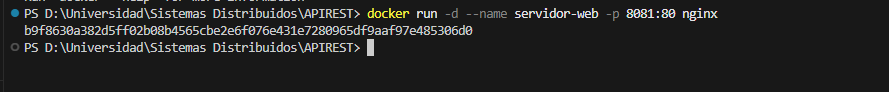 PS D:\Universidad\Sistemas Distribuidos\APIREST> docker run -d --name servidor-web -p 8081:80 nginx
b9f8630a382d5ff02b08b4565cbe2e6f076e431e7280965df9aaf97e485306d0
PS D:\Universidad\Sistemas Distribuidos\APIREST>